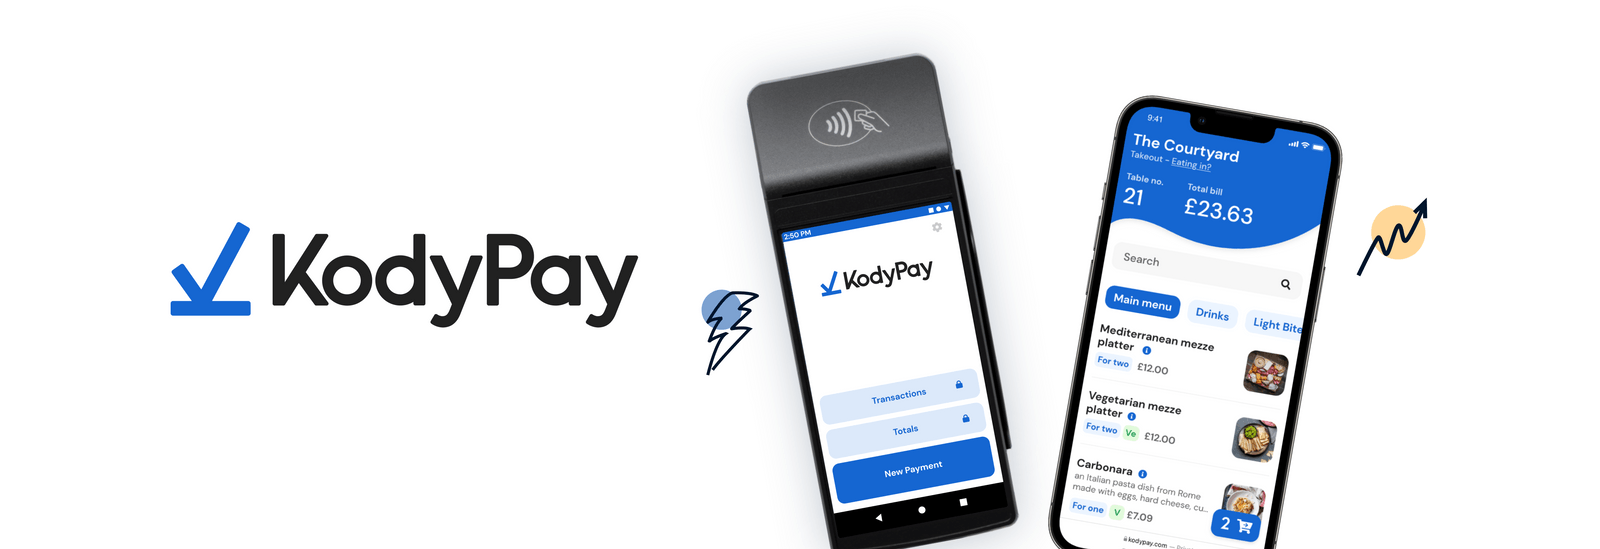 KodyPay
2:50 PM
KodyPay
Transactions
Totals
New Payment
9:41
The Courtyard
Takeout - Eating in?
Table no.
21
Total bill
£23.63
Search
Main menu
Drinks
Light Bite
Mediterranean mezze
platter
For two
£12.00
Vegetarian mezze
platter
For two
Ve
£12.00
Carbonara
an Italian pasta dish from Rome
made with eggs, hard cheese, cu...
For one
V
£7.09
2
kodypay.com